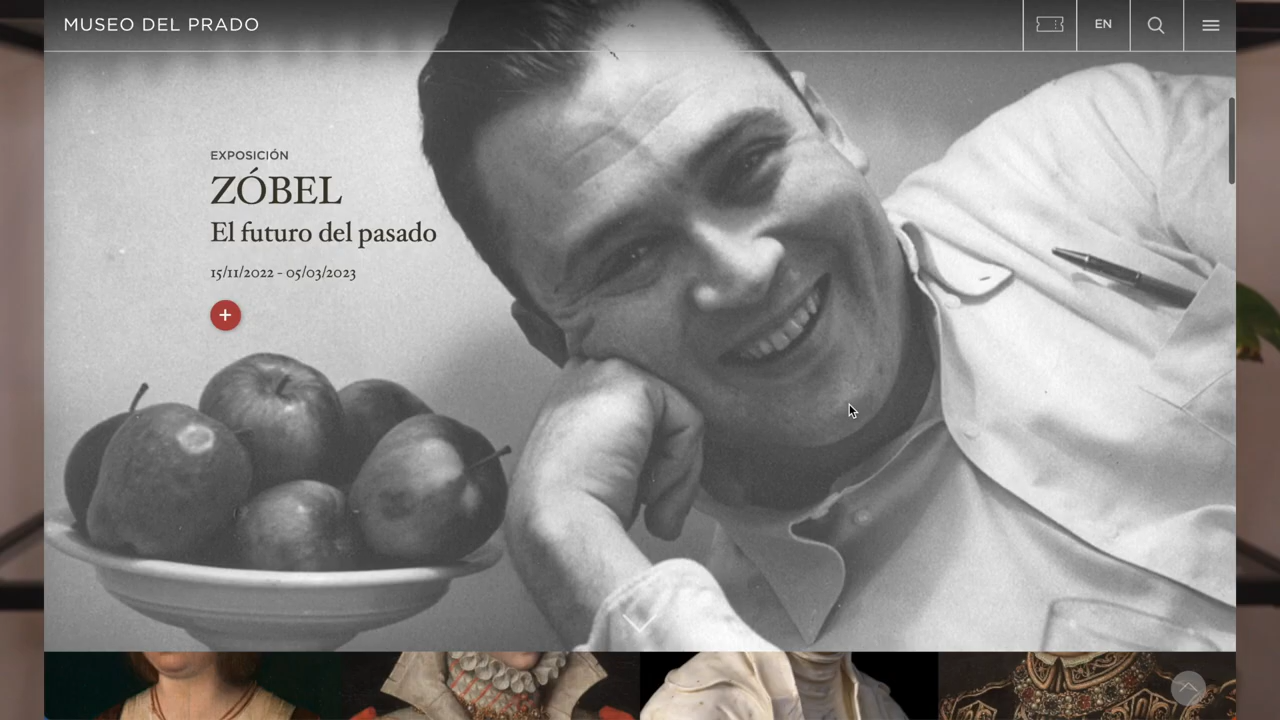 MUSEO DEL PRADO
EN
EXPOSICIÓN
ZÓBEL
El futuro del pasado
15/11/2022 - 05/03/2023